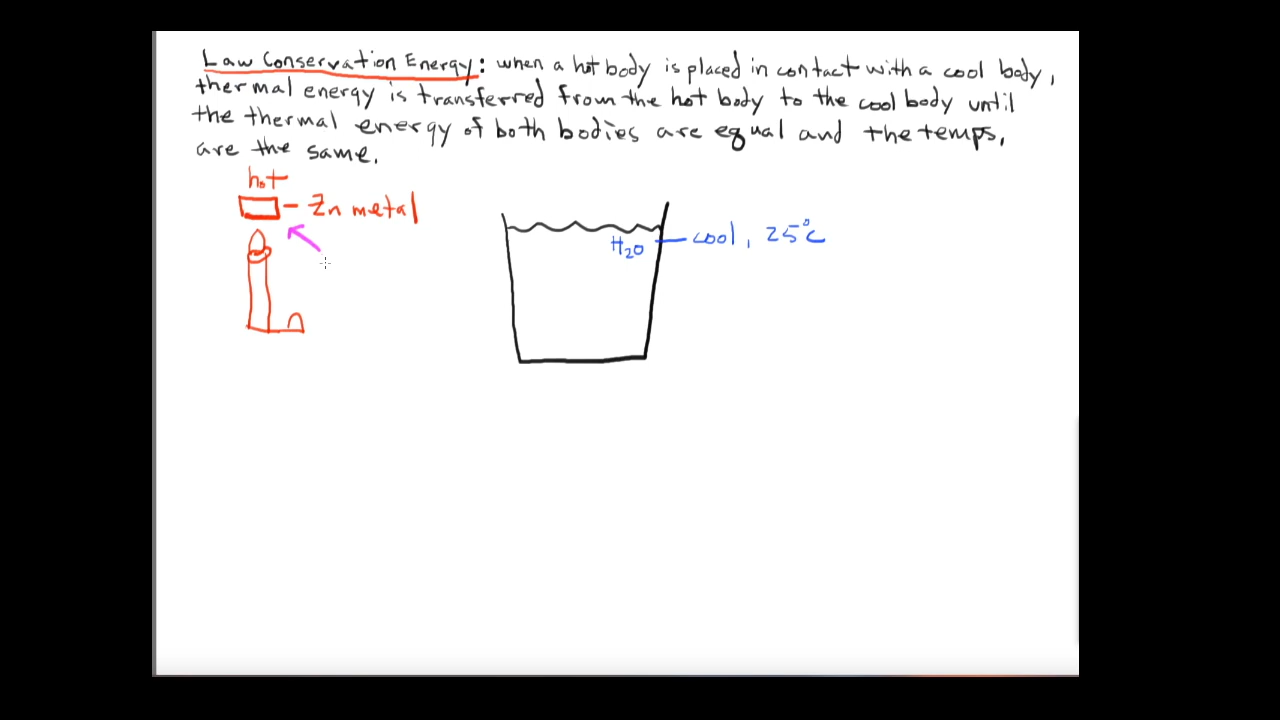 Law Conservation Energy: when a hot body is placed in contact with a cool body,
thermal energy is transferred from the hot body to the cool body until
the thermal energy of both bodies are equal and the temps.
are the same.
hot
Zn metal
H2O
cool, 25°C